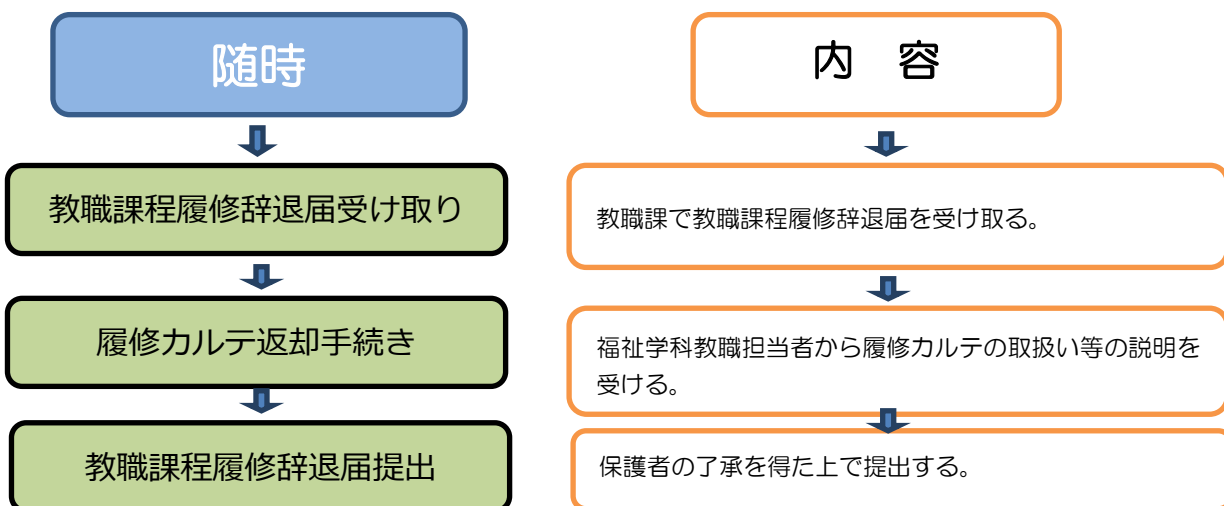 随時
内　容
教職課程履修辞退届受け取り
教職課で教職課程履修辞退届を受け取る。
履修カルテ返却手続き
福祉学科教職担当者から履修カルテの取扱い等の説明を
受ける。
教職課程履修辞退届提出
保護者の了承を得た上で提出する。